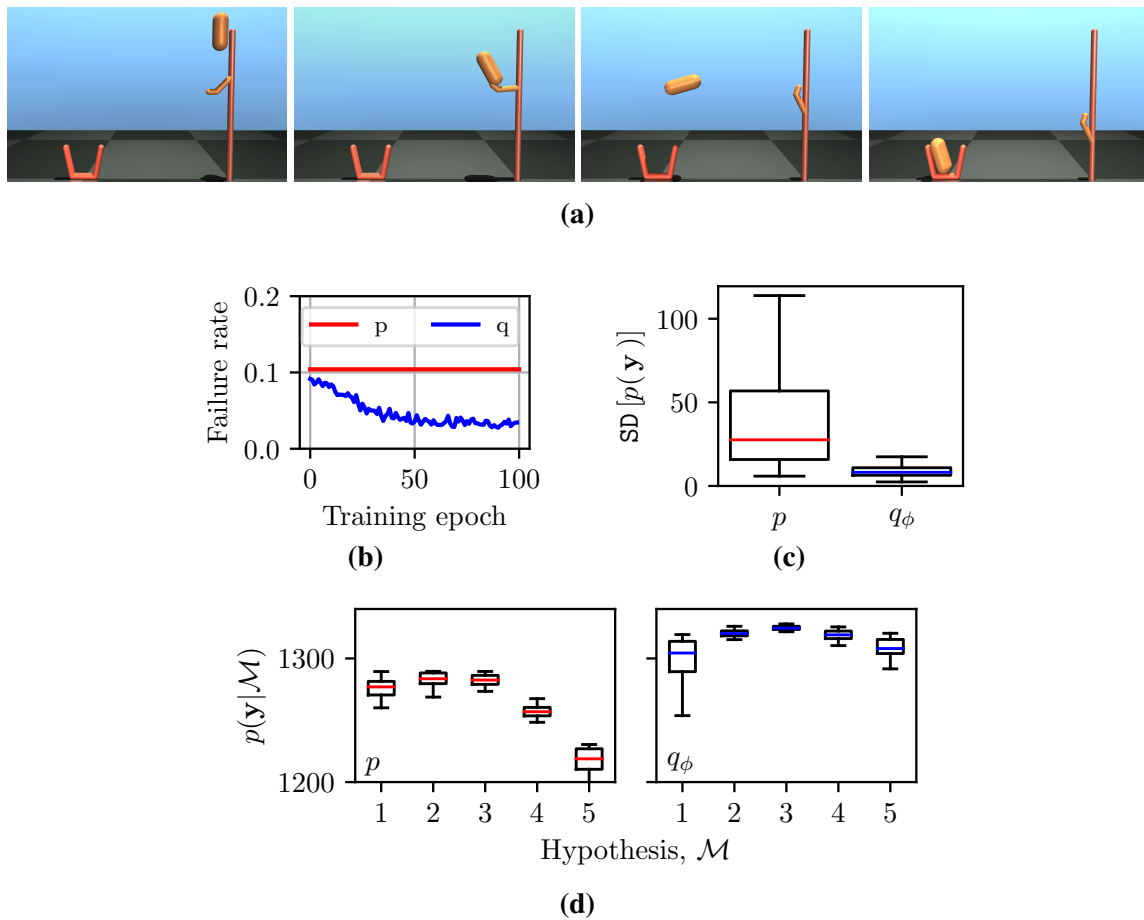 (a)
Failure rate
0.2
0.1
0.0
p q
0 50 100
Training epoch
(b)
SD [p(y)]
100
50
0
p qϕ
(c)
p(y|ℳ)
1300
1200
p
1 2 3 4 5
qϕ
1 2 3 4 5
Hypothesis, ℳ
(d)